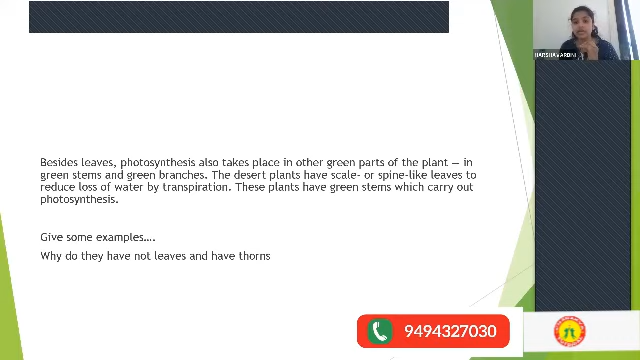 HARSHAVARDINI
Besides leaves, photosynthesis also takes place in other green parts of the plant — in
green stems and green branches. The desert plants have scale- or spine-like leaves to
reduce loss of water by transpiration. These plants have green stems which carry out
photosynthesis.
Give some examples….
Why do they have not leaves and have thorns
9494327030